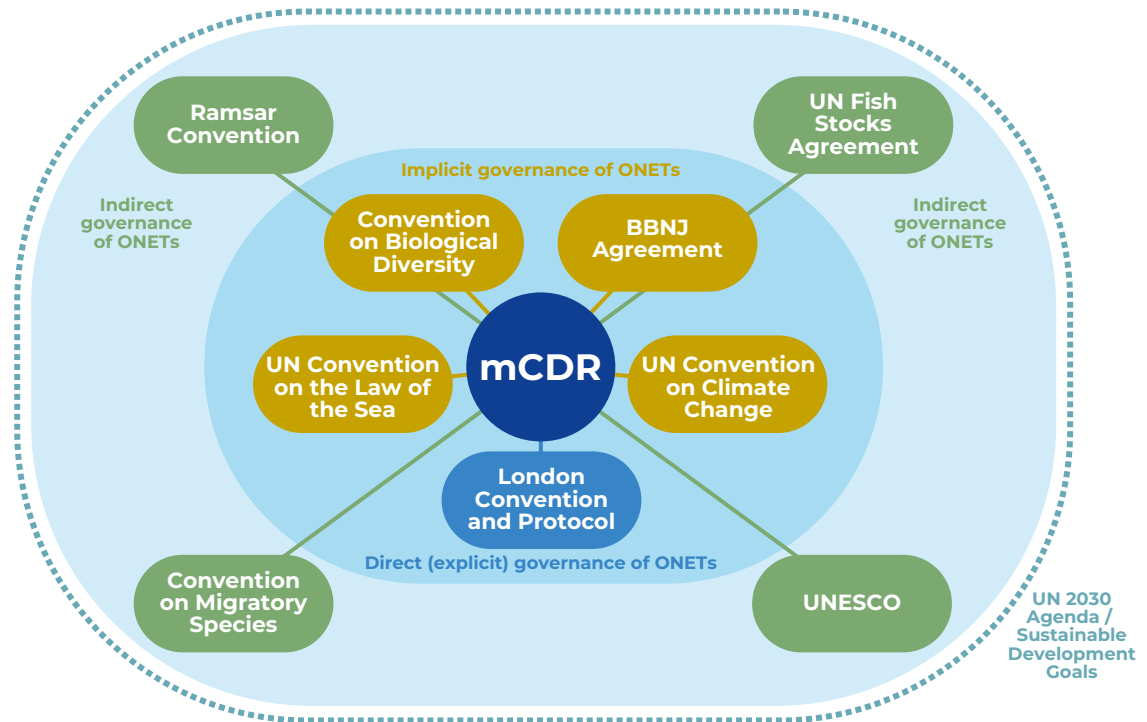 Ramsar
Convention
UN Fish
Stocks
Agreement
Implicit governance of ONETs
Indirect
governance
of ONETs
Convention
on Biological
Diversity
BBNJ
Agreement
Indirect
governance
of ONETs
UN Convention
on the Law of
the Sea
mCDR
UN Convention
on Climate
Change
London
Convention
and Protocol
Direct (explicit) governance of ONETs
Convention
on Migratory
Species
UNESCO
UN 2030
Agenda /
Sustainable
Development
Goals